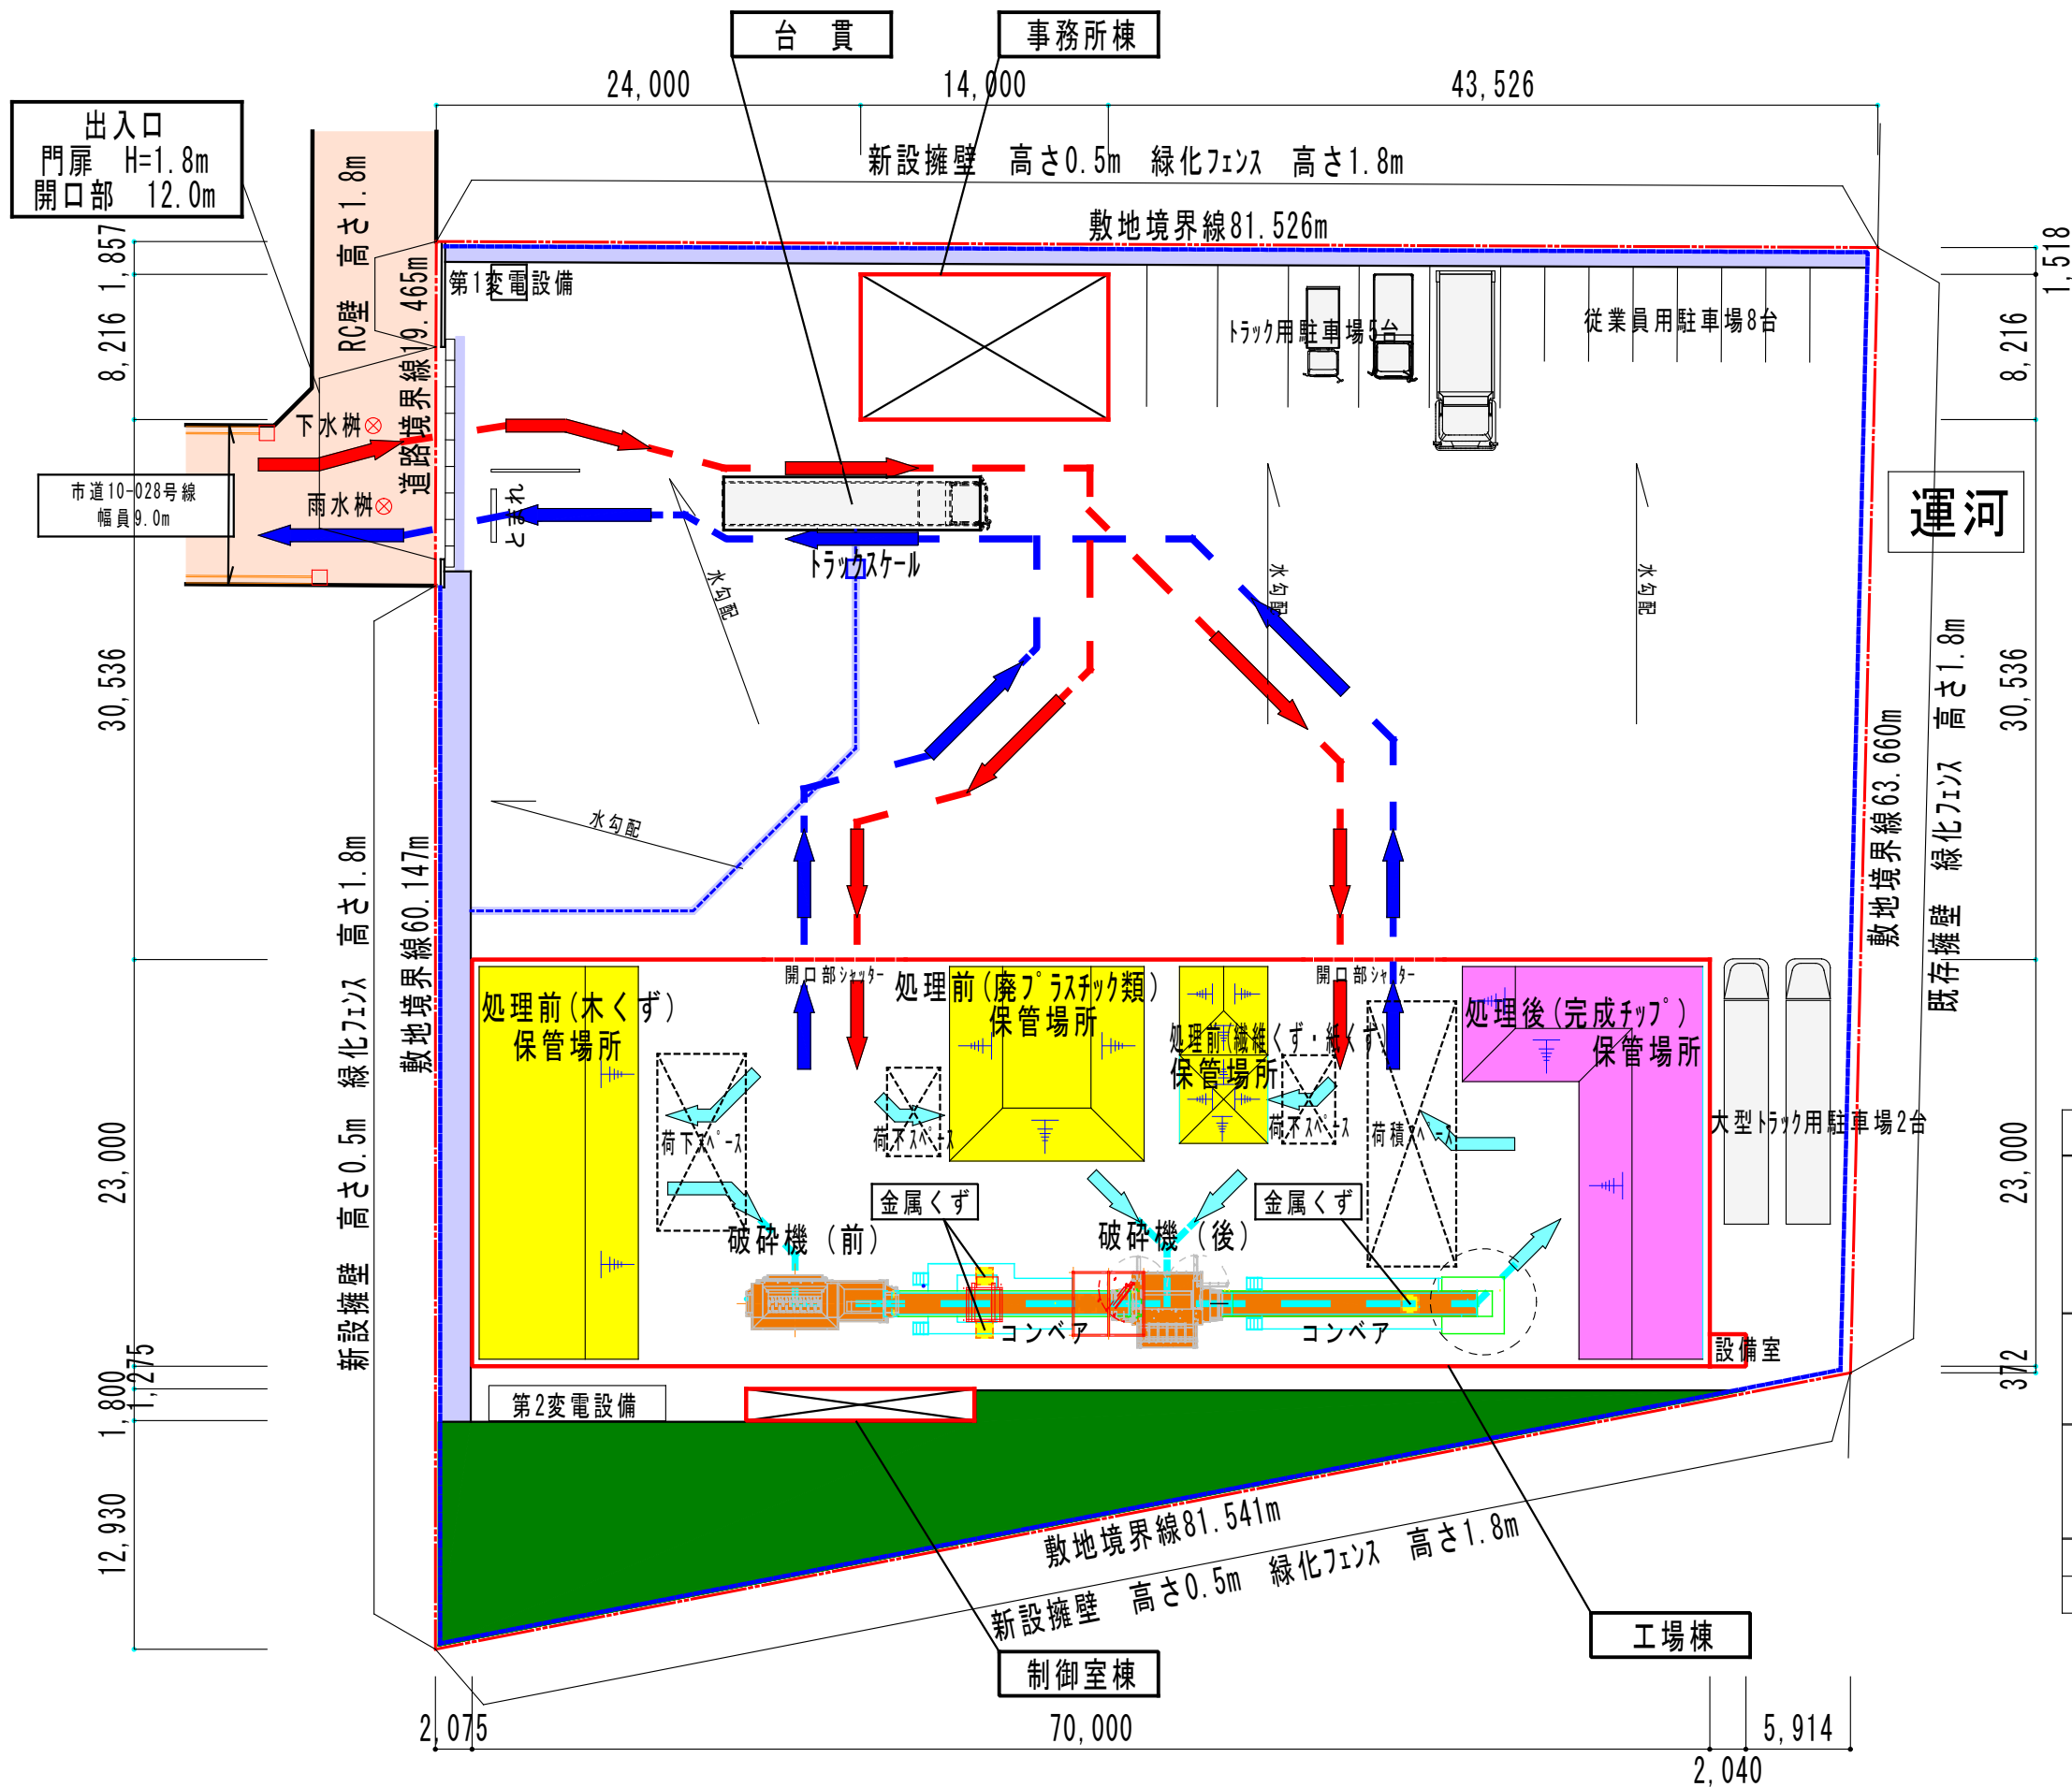 台　貫
事務所棟
24,000
14,000
43,526
出入口
門扉　H=1.8m
開口部　12.0m
新設擁壁　高さ0.5m　緑化フェンス　高さ1.8m
敷地境界線81.526m
RC壁　高さ1.8m
道路境界線19.465m
第1変電設備
トラック用駐車場5台
従業員用駐車場8台
1,857
8,216
30,536
23,000
1,275
1,800
12,930
1,518
8,216
30,536
23,000
372
下水桝
雨水桝
市道10-028号線
幅員9.0m
とまれ
トラックスケール
水勾配
水勾配
水勾配
水勾配
運河
敷地境界線63.660m
既存擁壁　緑化フェンス　高さ1.8m
新設擁壁　高さ0.5m　緑化フェンス　高さ1.8m
敷地境界線60.147m
開口部シャッター
開口部シャッター
処理前(木くず)
保管場所
処理前(廃プラスチック類)
保管場所
処理前(繊維くず・紙くず)
保管場所
処理後(完成チップ)
保管場所
荷下スペース
荷下スペース
荷下スペース
荷積スペース
大型トラック用駐車場2台
金属くず
金属くず
破砕機（前）
破砕機（後）
コンベア
コンベア
設備室
第2変電設備
敷地境界線81.541m
新設擁壁　高さ0.5m　緑化フェンス　高さ1.8m
制御室棟
工場棟
2,075
70,000
2,040
5,914